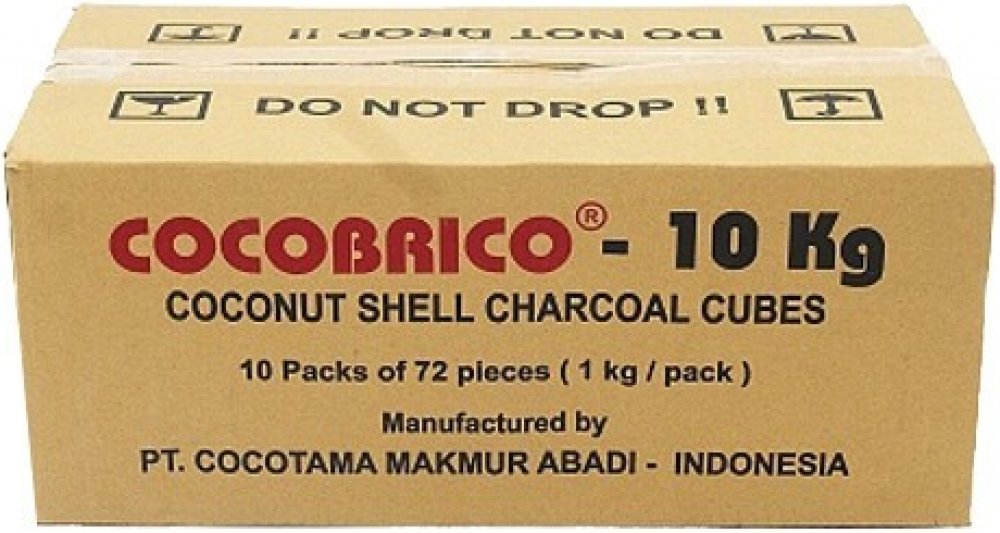 DO NOT DROP !!
DO NOT DROP !!
COCOBRICO® - 10 Kg
COCONUT SHELL CHARCOAL CUBES
10 Packs of 72 pieces ( 1 kg / pack )
Manufactured by
PT. COCOTAMA MAKMUR ABADI - INDONESIA